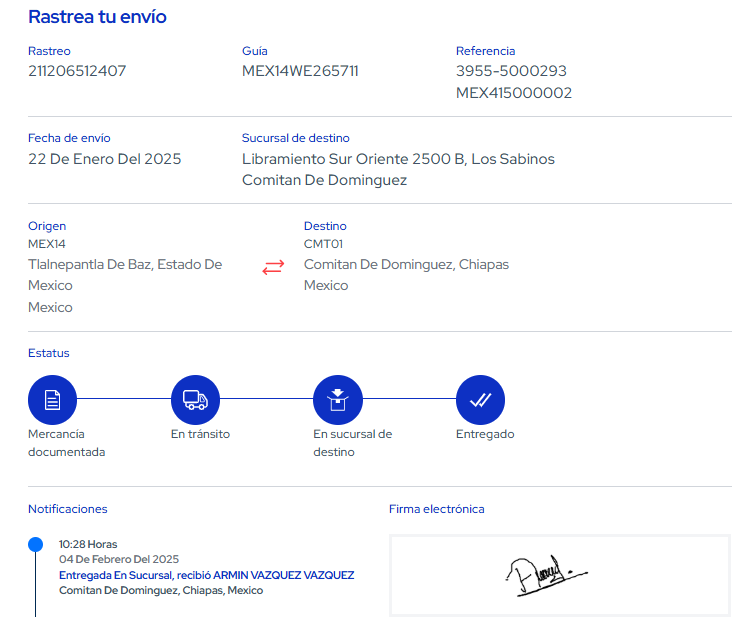 Rastrea tu envío
Rastreo
211206512407
Guía
MEX14WE265711
Referencia
3955-5000293
MEX415000002
Fecha de envío
22 De Enero Del 2025
Sucursal de destino
Libramiento Sur Oriente 2500 B, Los Sabinos
Comitan De Dominguez
Origen
MEX14
Tlalnepantla De Baz, Estado De
Mexico
Mexico
Destino
CMT01
Comitan De Dominguez, Chiapas
Mexico
Estatus
Mercancía
documentada
En tránsito
En sucursal de
destino
Entregado
Notificaciones
10:28 Horas
04 De Febrero Del 2025
Entregada En Sucursal, recibió ARMIN VAZQUEZ VAZQUEZ
Comitan De Dominguez, Chiapas, Mexico
Firma electrónica